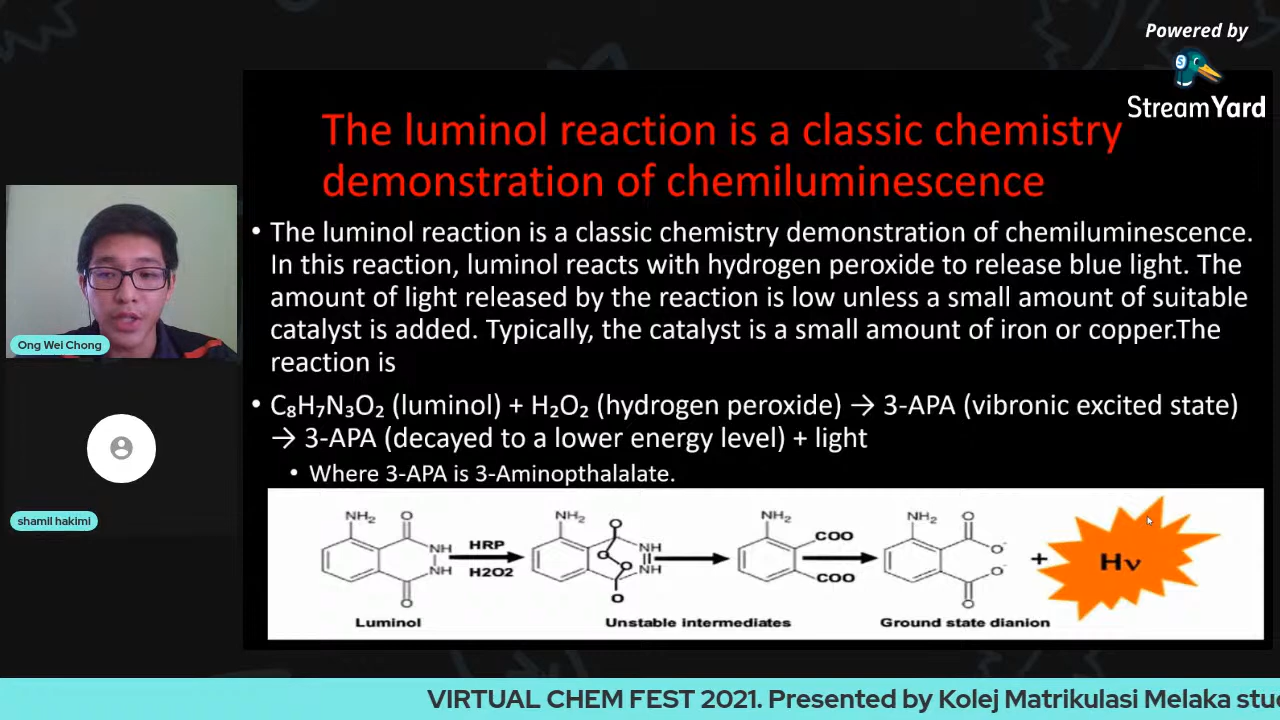 Powered by
StreamYard
The luminol reaction is a classic chemistry
demonstration of chemiluminescence
• The luminol reaction is a classic chemistry demonstration of chemiluminescence.
In this reaction, luminol reacts with hydrogen peroxide to release blue light. The
amount of light released by the reaction is low unless a small amount of suitable
catalyst is added. Typically, the catalyst is a small amount of iron or copper.The
reaction is
• C₈H₇N₃O₂ (luminol) + H₂O₂ (hydrogen peroxide) → 3-APA (vibronic excited state)
→ 3-APA (decayed to a lower energy level) + light
• Where 3-APA is 3-Aminopthalalate.
NH₂ O NH NH O
HRP
H2O2
NH₂ O O O NH NH O
NH₂ COO COO
NH₂ O O⁻ O⁻ O
+
Hν
Luminol
Unstable intermediates
Ground state dianion
Ong Wei Chong
shamil hakimi
VIRTUAL CHEM FEST 2021. Presented by Kolej Matrikulasi Melaka stu